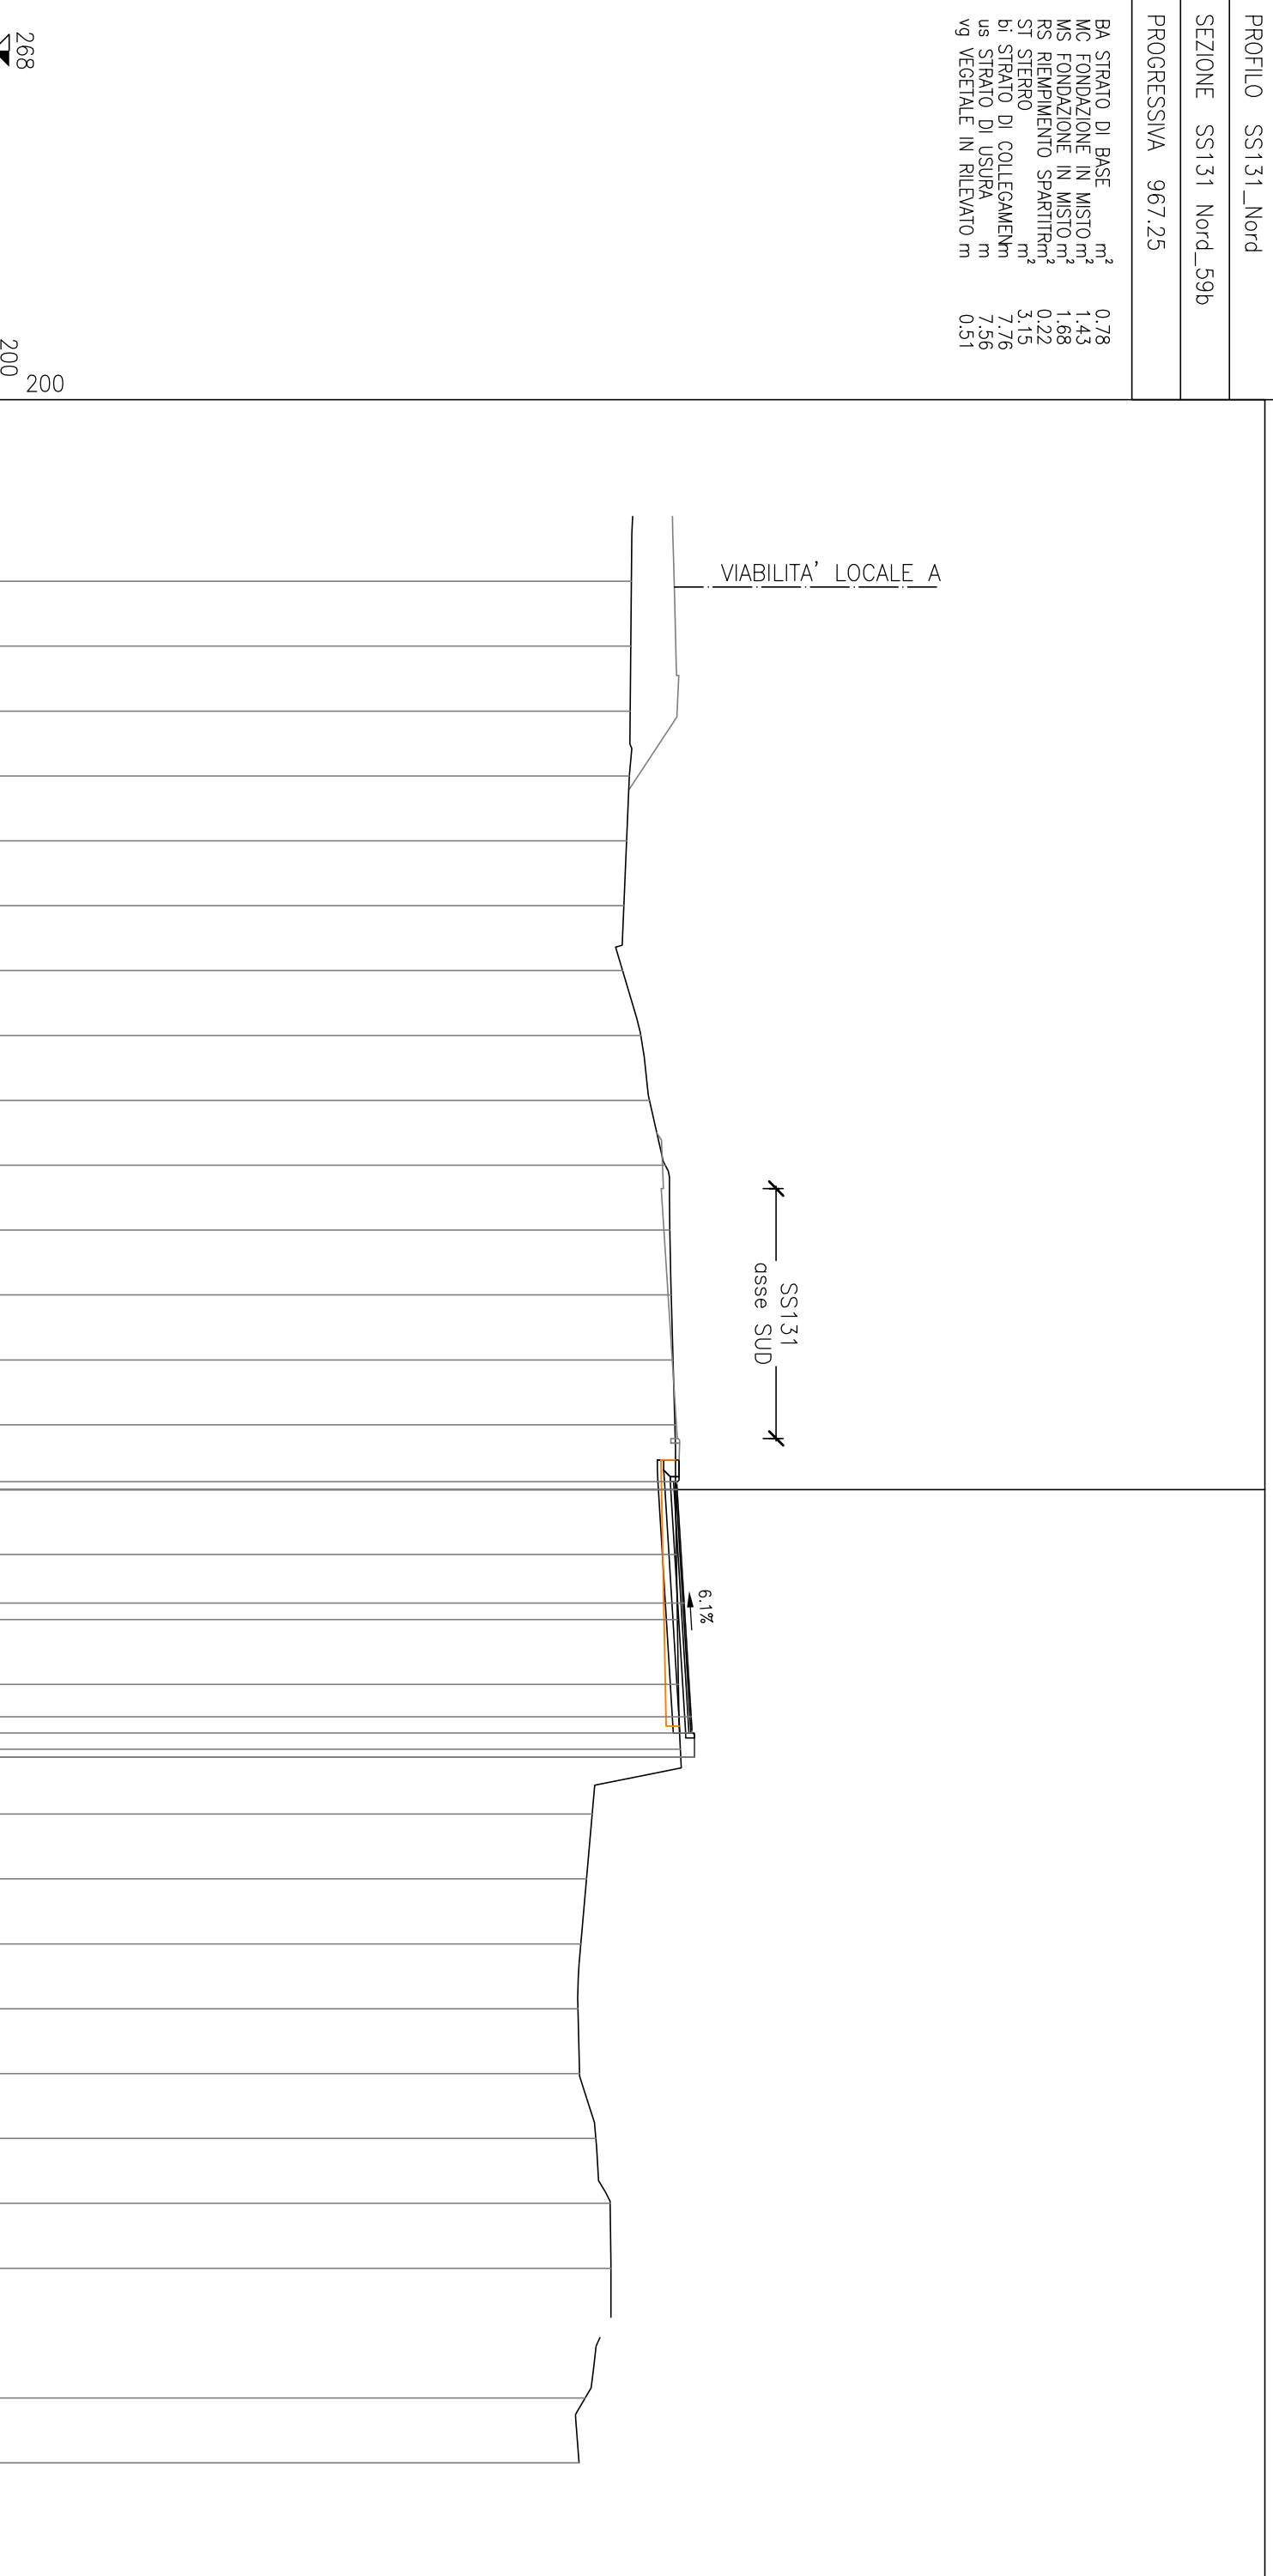 PROFILO SS131_Nord
SEZIONE SS131 Nord_59b
PROGRESSIVA 967.25
BA STRATO DI BASE m² 0.78
MC FONDAZIONE IN MISTO m² 1.43
MS FONDAZIONE IN MISTO m² 1.68
RS RIEMPIMENTO SPARTITR m² 0.22
ST STERRO m² 3.15
bi STRATO DI COLLEGAMEN m 7.76
us STRATO DI USURA m 7.56
vg VEGETALE IN RILEVATO m 0.51
VIABILITA' LOCALE A
SS131
asse SUD
6.1%
268
200
200